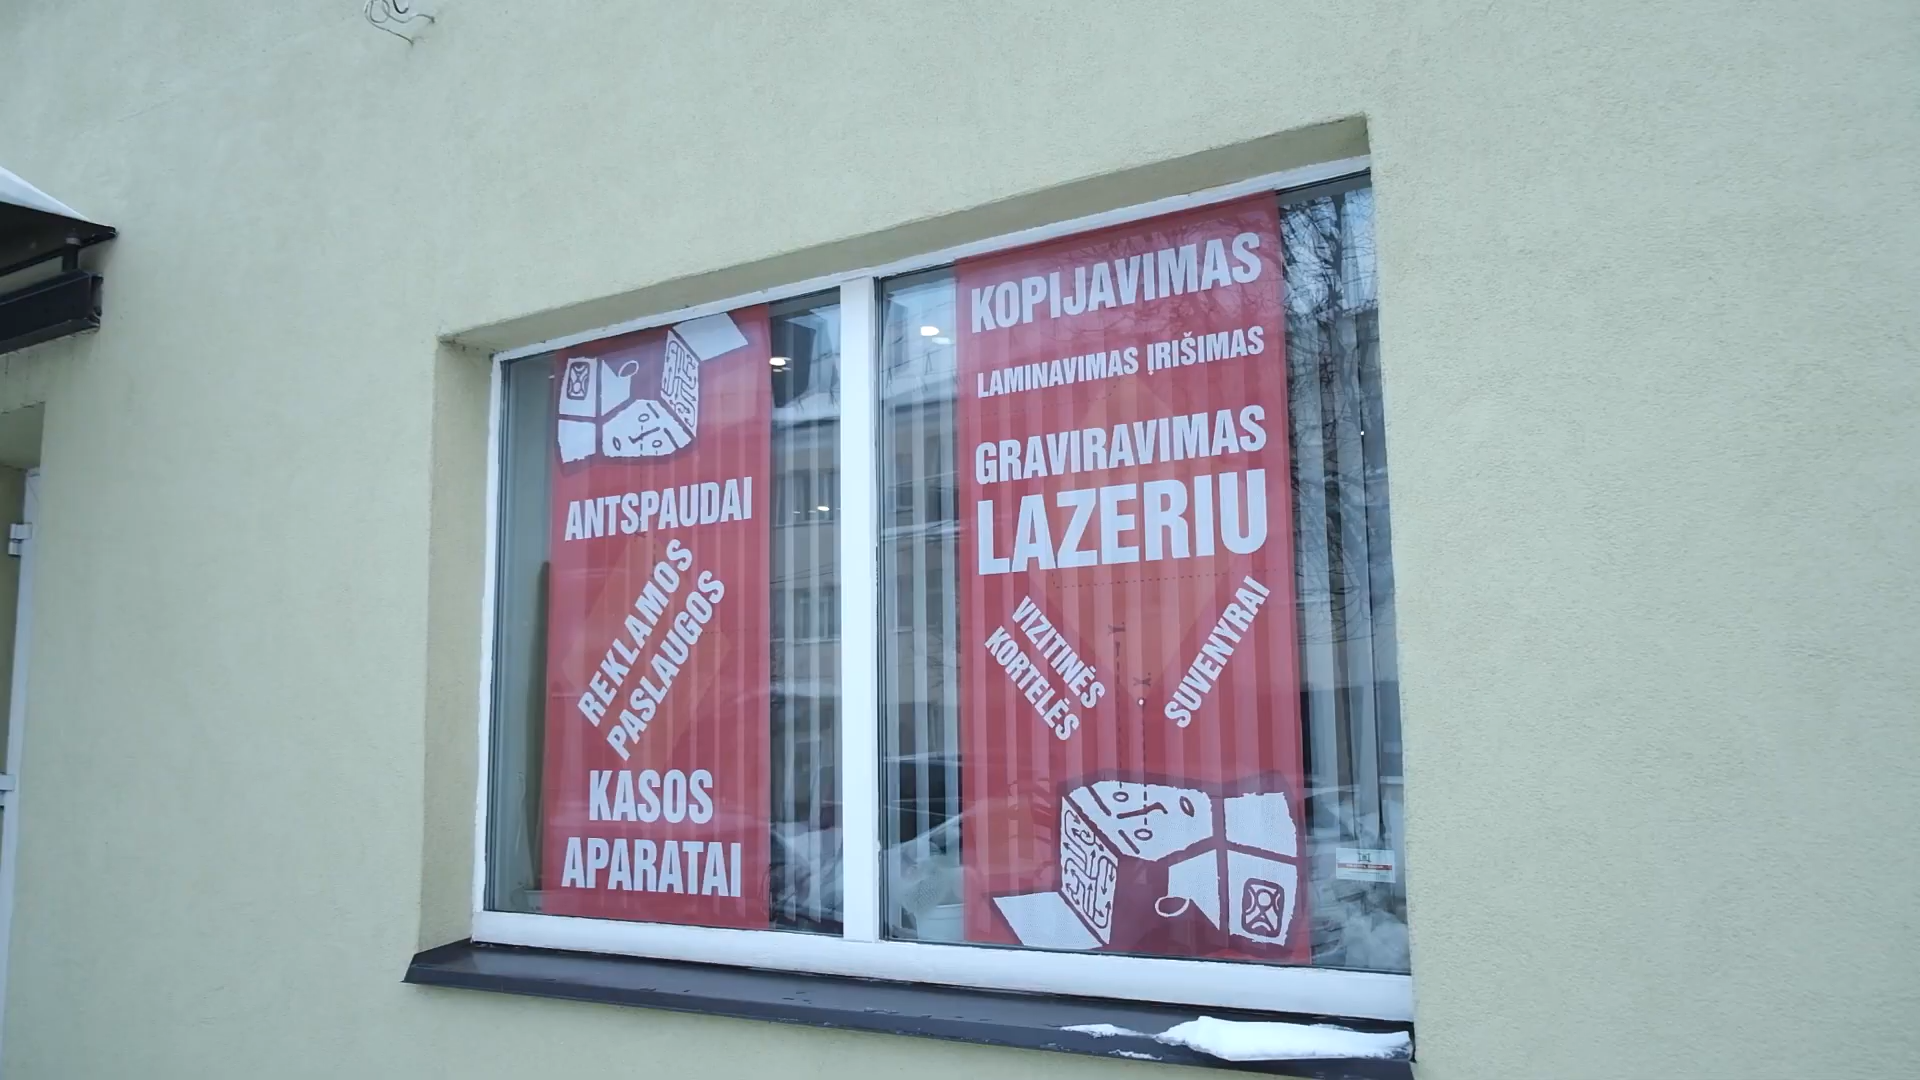 ANTSPAUDAI
REKLAMOS
PASLAUGOS
KASOS
APARATAI
KOPIJAVIMAS
LAMINAVIMAS ĮRIŠIMAS
GRAVIRAVIMAS
LAZERIU
VIZITINĖS
KORTELĖS
SUVENYRAI